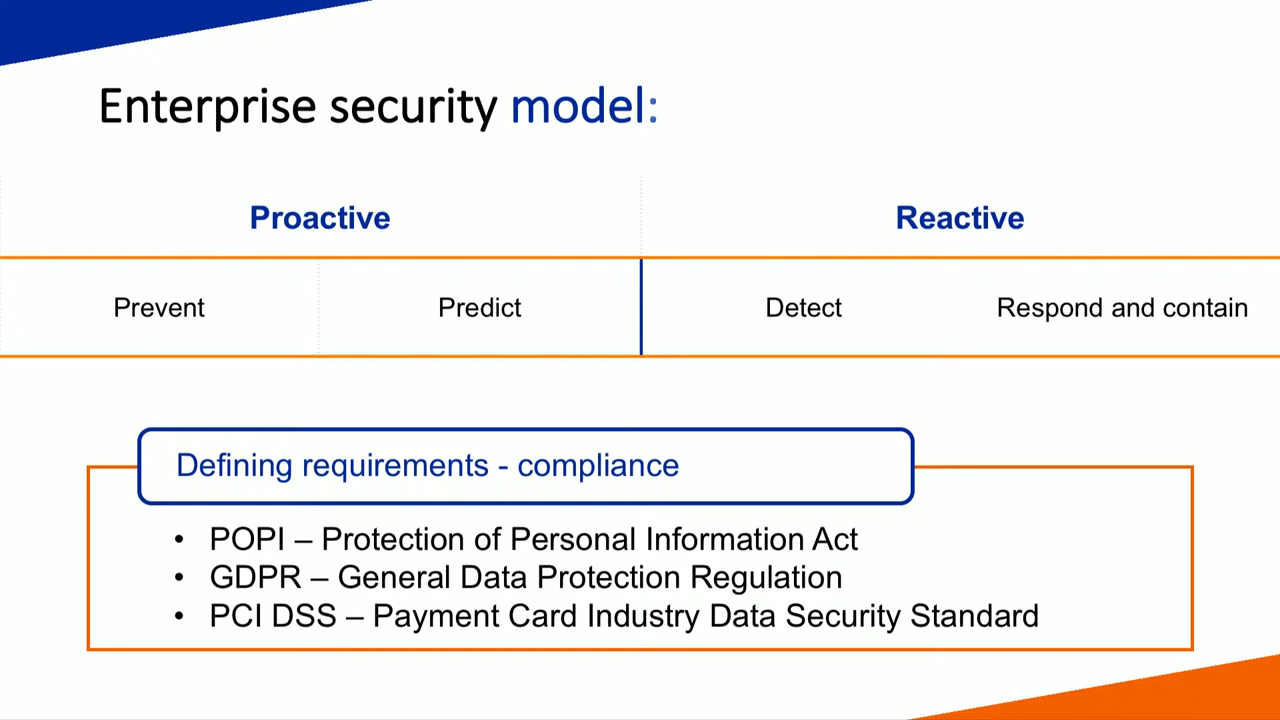 Enterprise security model:
Proactive
Reactive
Prevent
Predict
Detect
Respond and contain
Defining requirements - compliance
• POPI – Protection of Personal Information Act
• GDPR – General Data Protection Regulation
• PCI DSS – Payment Card Industry Data Security Standard